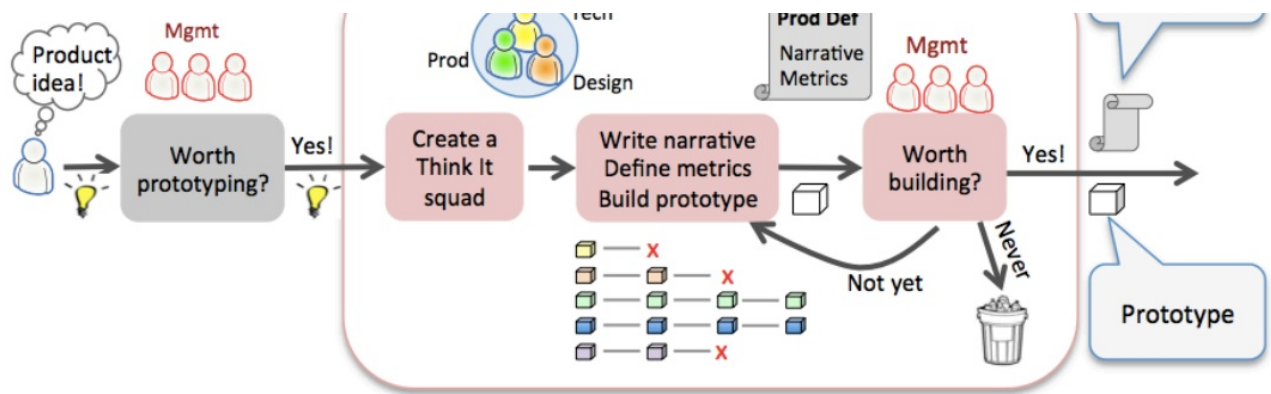 Product
idea!
Mgmt
Worth
prototyping?
Yes!
Tech
Prod
Design
Create a
Think It
squad
Write narrative
Define metrics
Build prototype
Prod Def
Narrative
Metrics
Mgmt
Worth
building?
Yes!
Not yet
Never
X
X
X
Prototype